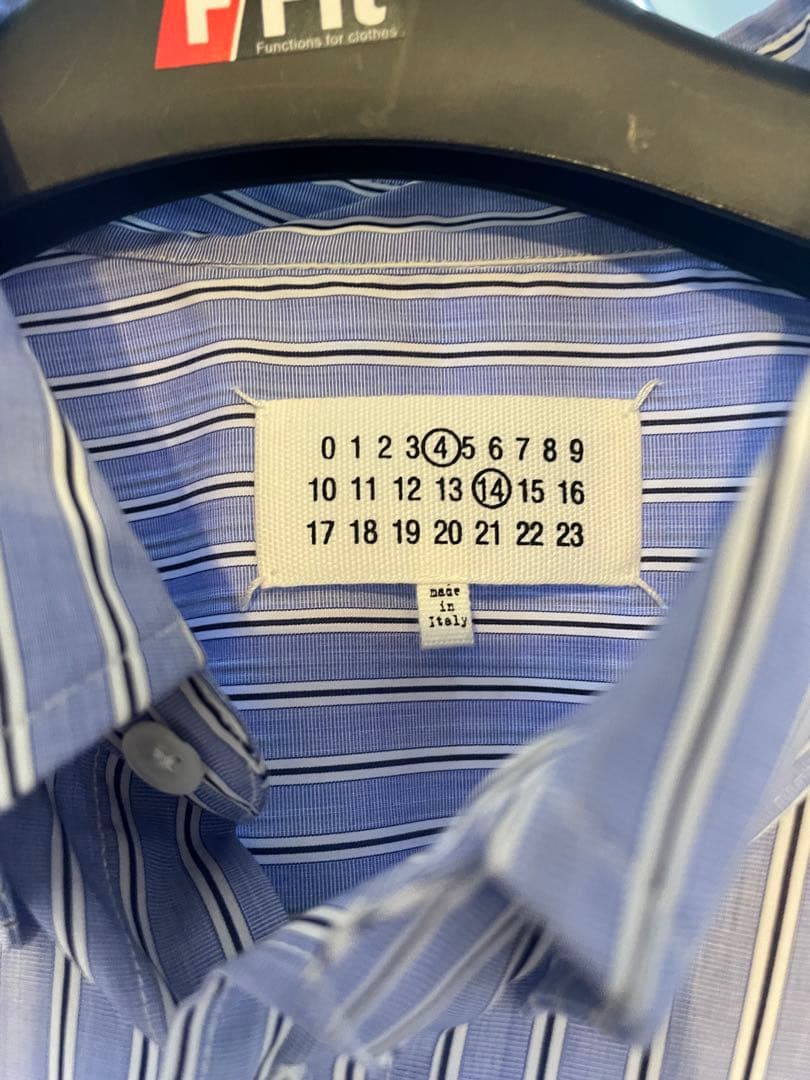 F/Fit
Functions for clothes
0 1 2 3 4 5 6 7 8 9
10 11 12 13 14 15 16
17 18 19 20 21 22 23
made
in
Italy